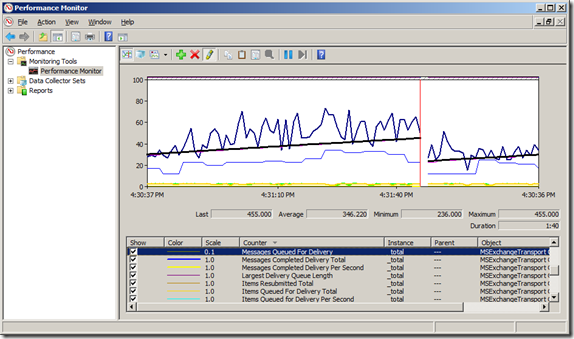 Performance Monitor
File Action View Window Help
Performance
Monitoring Tools
Performance Monitor
Data Collector Sets
Reports
100
80
60
40
20
0
4:30:37 PM 4:31:10 PM 4:31:40 PM 4:30:36 PM
Last 455.000 Average 346.220 Minimum 236.000 Maximum 455.000
Duration 1:40
Show Color Scale Counter Instance Parent Object
0.1 Messages Queued For Delivery _total --- MSExchangeTransport
1.0 Messages Completed Delivery Total _total --- MSExchangeTransport
1.0 Messages Completed Delivery Per Second _total --- MSExchangeTransport
1.0 Largest Delivery Queue Length _total --- MSExchangeTransport
1.0 Items Resubmitted Total _total --- MSExchangeTransport
1.0 Items Queued For Delivery Total _total --- MSExchangeTransport
1.0 Items Queued for Delivery Per Second _total --- MSExchangeTransport